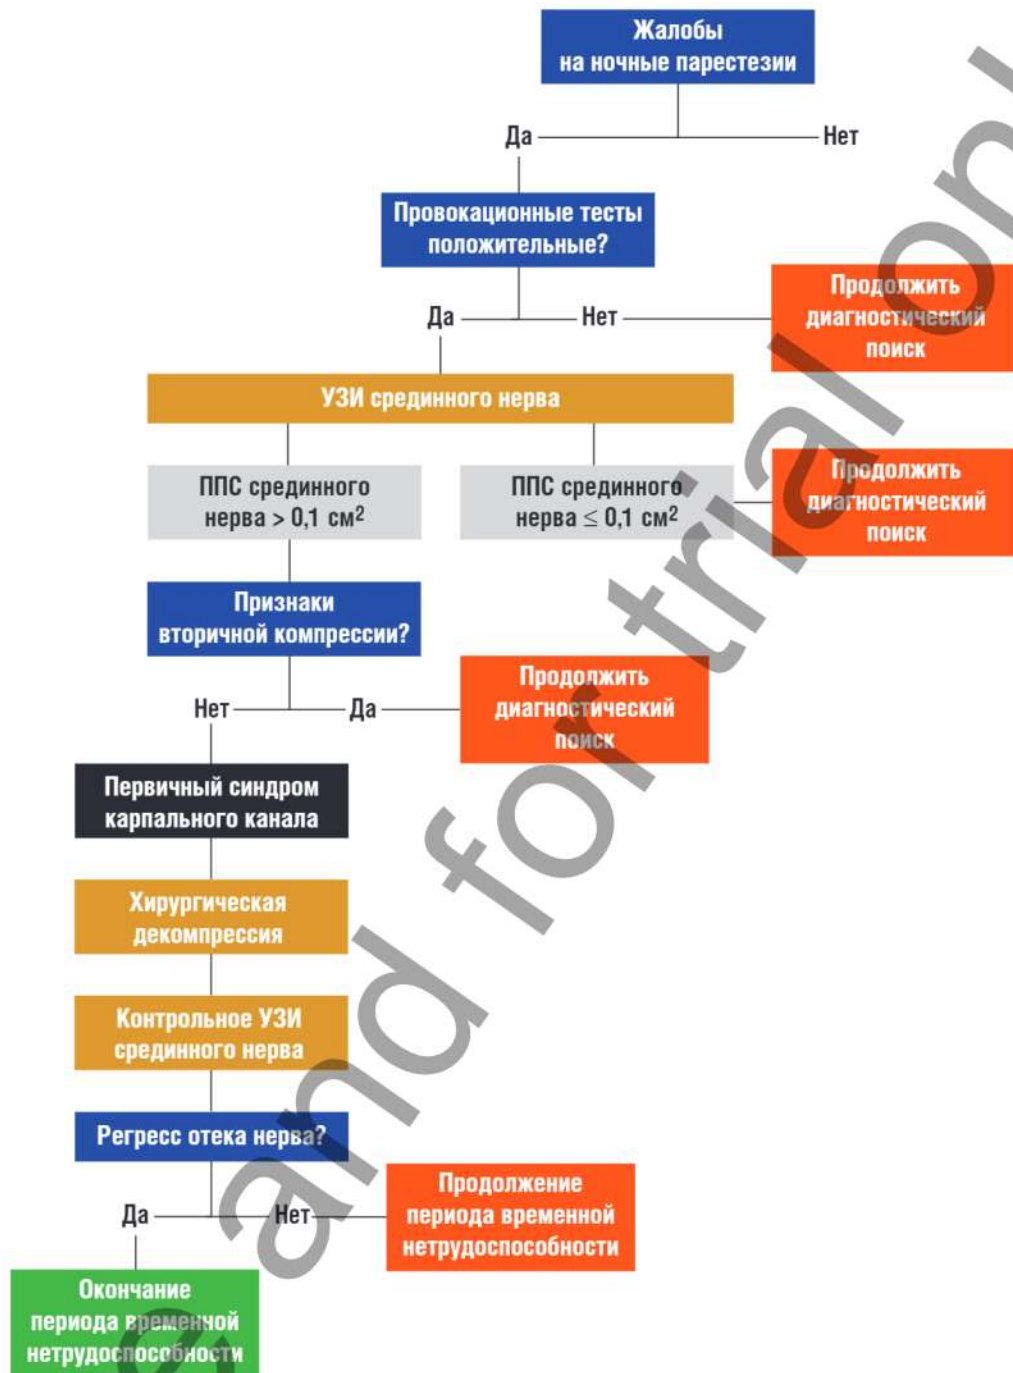 Жалобы
на ночные парестезии
Да
Нет
Провокационные тесты
положительные?
Да
Нет
Продолжить
диагностический
поиск
УЗИ срединного нерва
ППС срединного
нерва > 0,1 см²
ППС срединного
нерва ≤ 0,1 см²
Продолжить
диагностический
поиск
Признаки
вторичной компрессии?
Нет
Да
Продолжить
диагностический
поиск
Первичный синдром
карпального канала
Хирургическая
декомпрессия
Контрольное УЗИ
срединного нерва
Регресс отека нерва?
Да
Нет
Продолжение
периода временной
нетрудоспособности
Окончание
периода временной
нетрудоспособности
and for trial